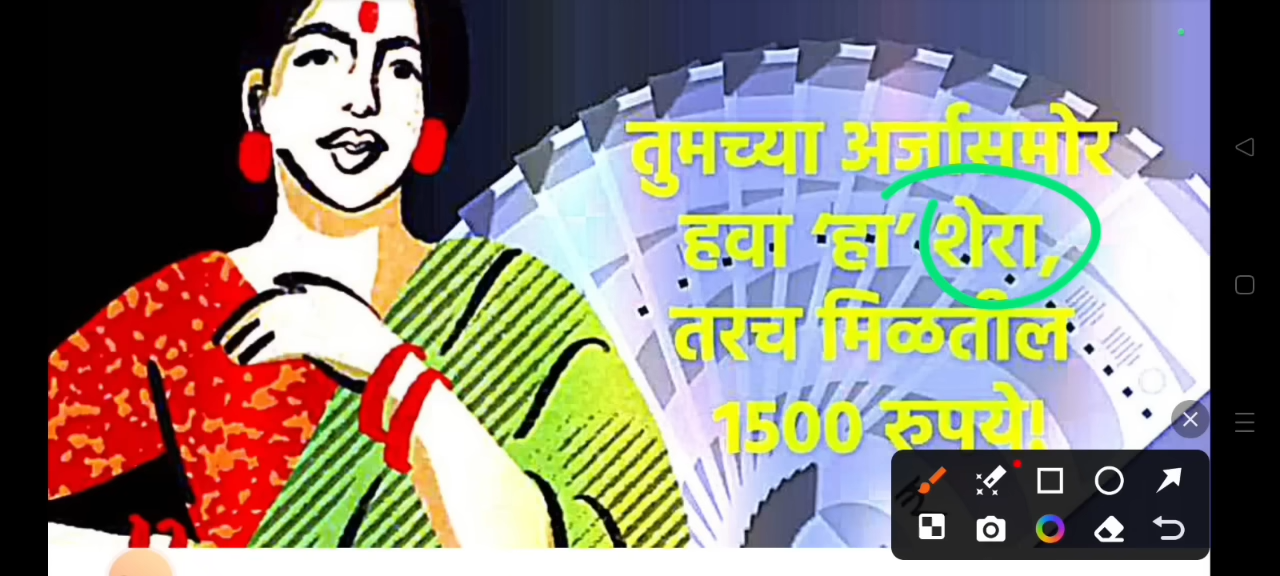 तुमच्या अर्जासमोर
हवा ‘हा’ शेरा,
तरच मिळतील
1500 रुपये!